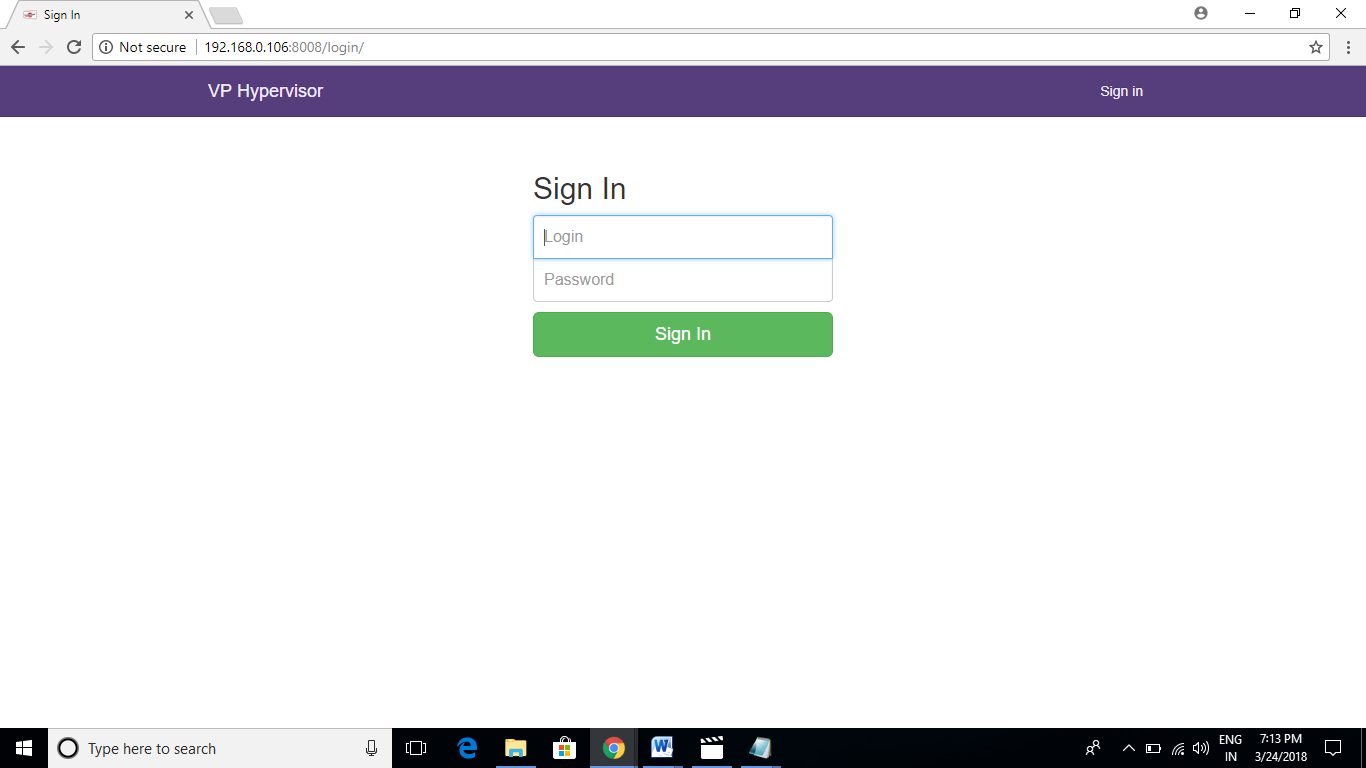 Sign In
Not secure
192.168.0.106:8008/login/
VP Hypervisor
Sign in
Sign In
Login
Password
Sign In
Type here to search
ENG
IN
7:13 PM
3/24/2018